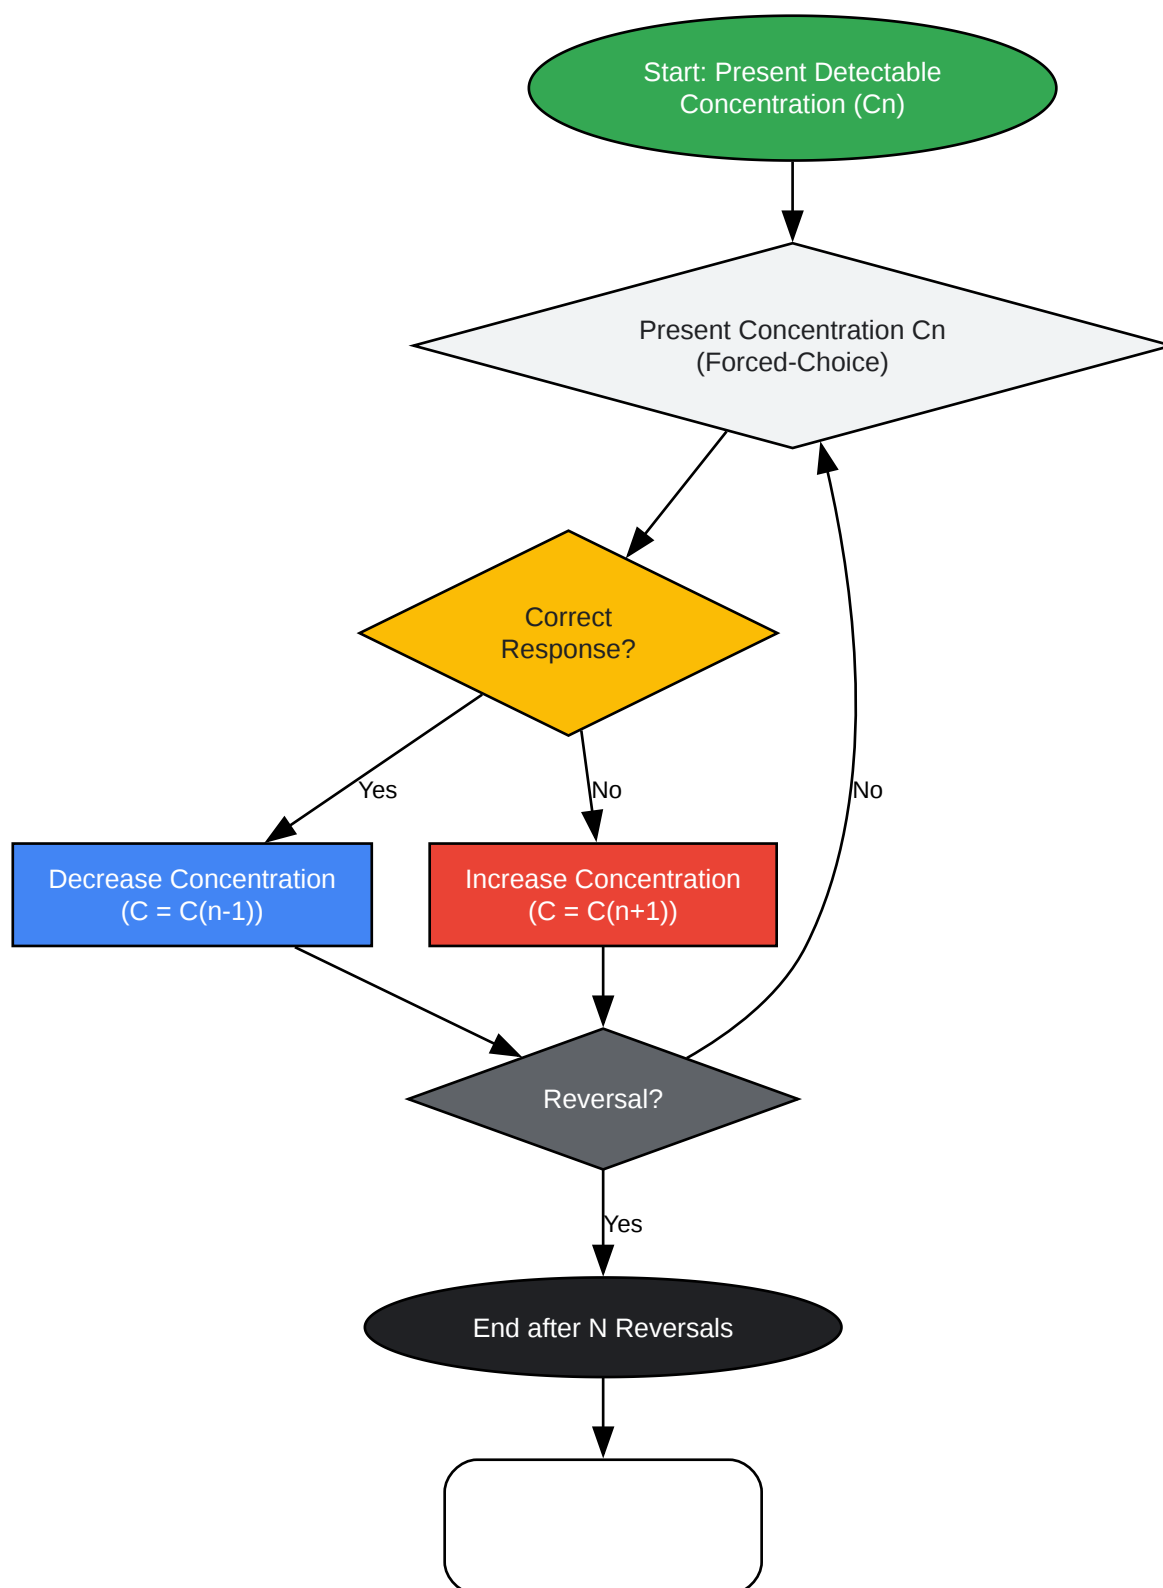 Start: Present Detectable
Concentration (Cn)
Present Concentration Cn
(Forced-Choice)
Correct
Response?
Yes
No
No
Decrease Concentration
(C = C(n-1))
Increase Concentration
(C = C(n+1))
Reversal?
Yes
End after N Reversals